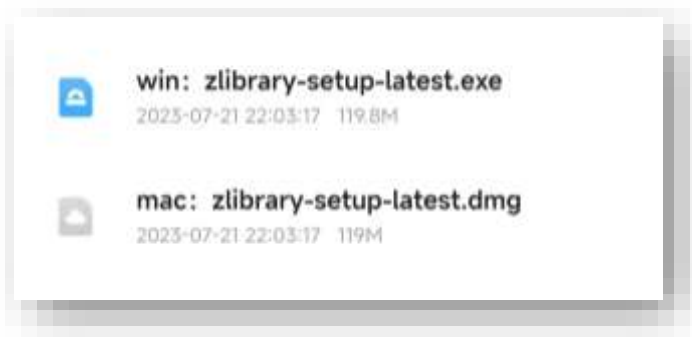 win：zlibrary-setup-latest.exe
2023-07-21 22:03:17 119.8M
mac：zlibrary-setup-latest.dmg
2023-07-21 22:03:17 119M